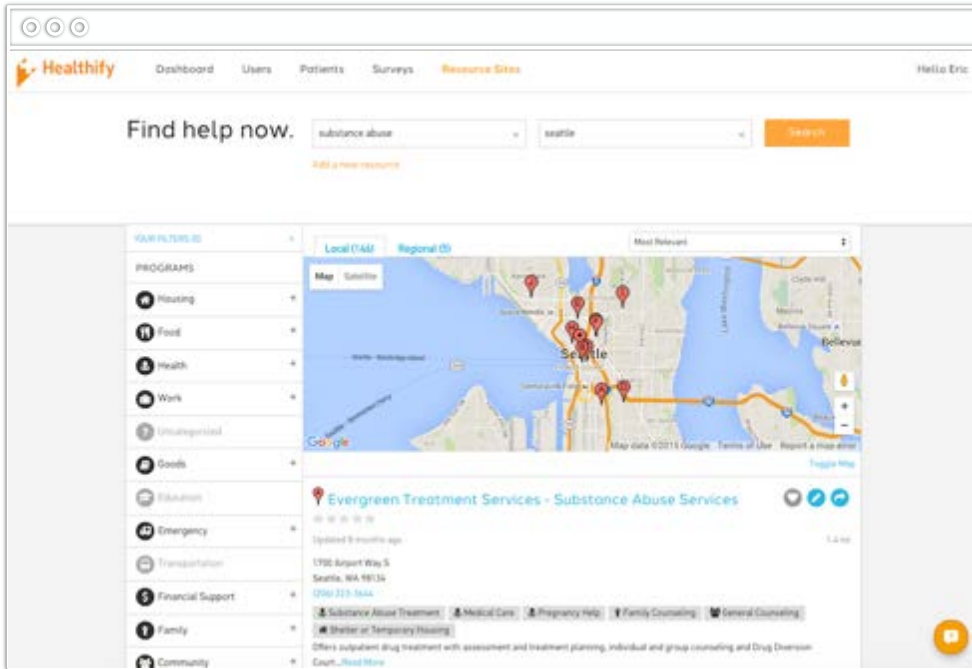 Healthify Dashboard Users Patients Surveys Resource Sites Hello Eric
Find help now. substance abuse seattle Search
Add a new resource
YOUR FILTERS (0)
Local (146) Regional (5) Most Relevant
PROGRAMS
Map Satellite
Housing
Food
Health
Work
Uncategorized
Goods
Education
Emergency
Transportation
Financial Support
Family
Community
Lake Washington
Bellevue
Seattle
Google Map data ©2015 Google Terms of Use Report a map error
Toggle Map
Evergreen Treatment Services - Substance Abuse Services
Updated 8 months ago 1.4 mi
1700 Airport Way S
Seattle, WA 98134
Substance Abuse Treatment Medical Care Pregnancy Help Family Counseling General Counseling
Shelter or Temporary Housing
Offers outpatient drug treatment with assessment and treatment planning, individual and group counseling and Drug Diversion
Court...Read More